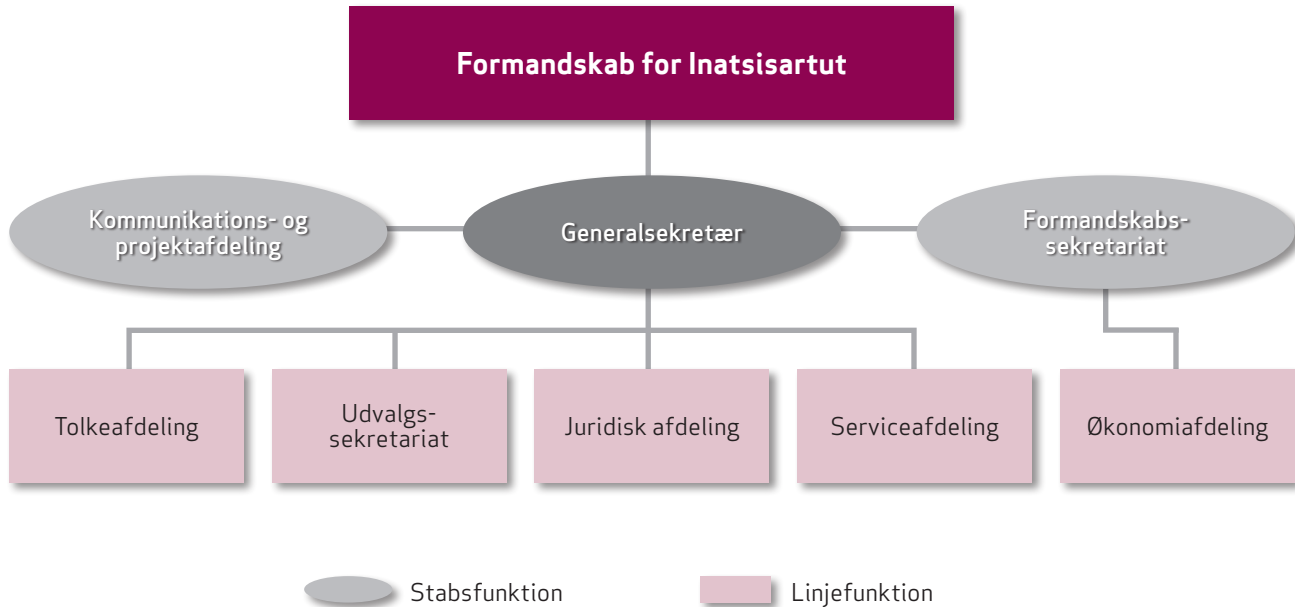 Formandskab for Inatsisartut
Kommunikations- og
projektafdeling
Generalsekretær
Formandskabs-
sekretariat
Tolkeafdeling
Udvalgs-
sekretariat
Juridisk afdeling
Serviceafdeling
Økonomiafdeling
Stabsfunktion
Linjefunktion